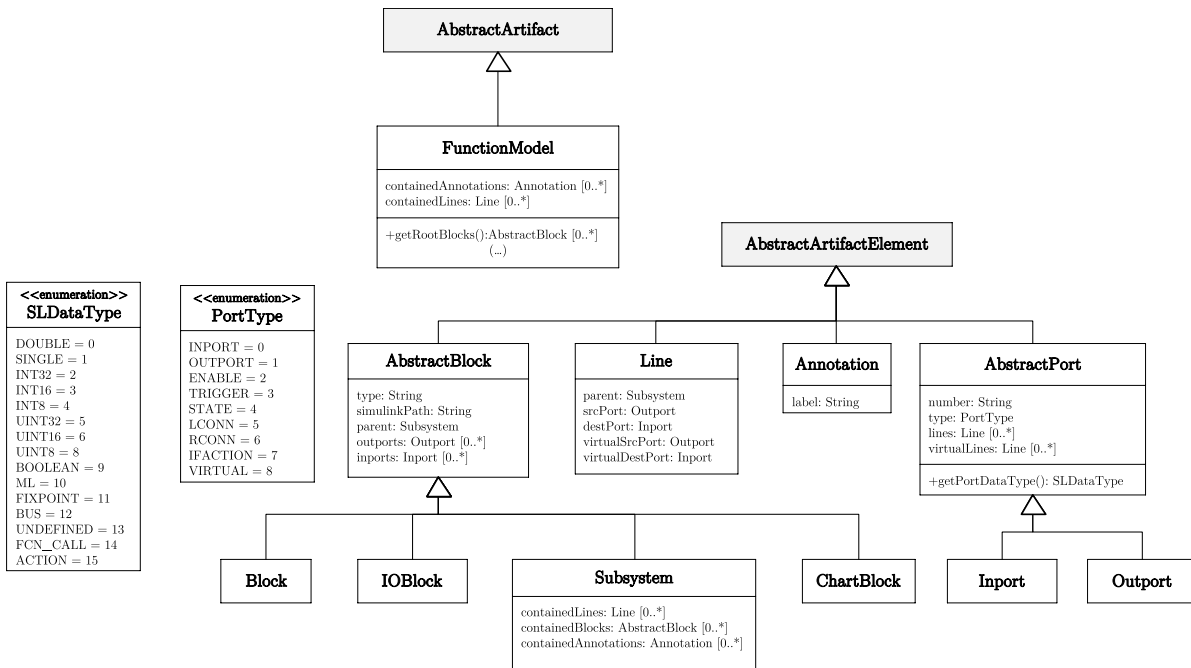 AbstractArtifact
FunctionModel
containedAnnotations: Annotation [0..*]
containedLines: Line [0..*]
+getRootBlocks():AbstractBlock [0..*]
(...)
AbstractArtifactElement
<<enumeration>>
SLDataType
DOUBLE = 0
SINGLE = 1
INT32 = 2
INT16 = 3
INT8 = 4
UINT32 = 5
UINT16 = 6
UINT8 = 8
BOOLEAN = 9
ML = 10
FIXPOINT = 11
BUS = 12
UNDEFINED = 13
FCN_CALL = 14
ACTION = 15
<<enumeration>>
PortType
INPORT = 0
OUTPORT = 1
ENABLE = 2
TRIGGER = 3
STATE = 4
LCONN = 5
RCONN = 6
IFACTION = 7
VIRTUAL = 8
AbstractBlock
type: String
simulinkPath: String
parent: Subsystem
outports: Outport [0..*]
inports: Inport [0..*]
Line
parent: Subsystem
srcPort: Outport
destPort: Inport
virtualSrcPort: Outport
virtualDestPort: Inport
Annotation
label: String
AbstractPort
number: String
type: PortType
lines: Line [0..*]
virtualLines: Line [0..*]
+getPortDataType(): SLDataType
Block
IOBlock
Subsystem
containedLines: Line [0..*]
containedBlocks: AbstractBlock [0..*]
containedAnnotations: Annotation [0..*]
ChartBlock
Inport
Outport